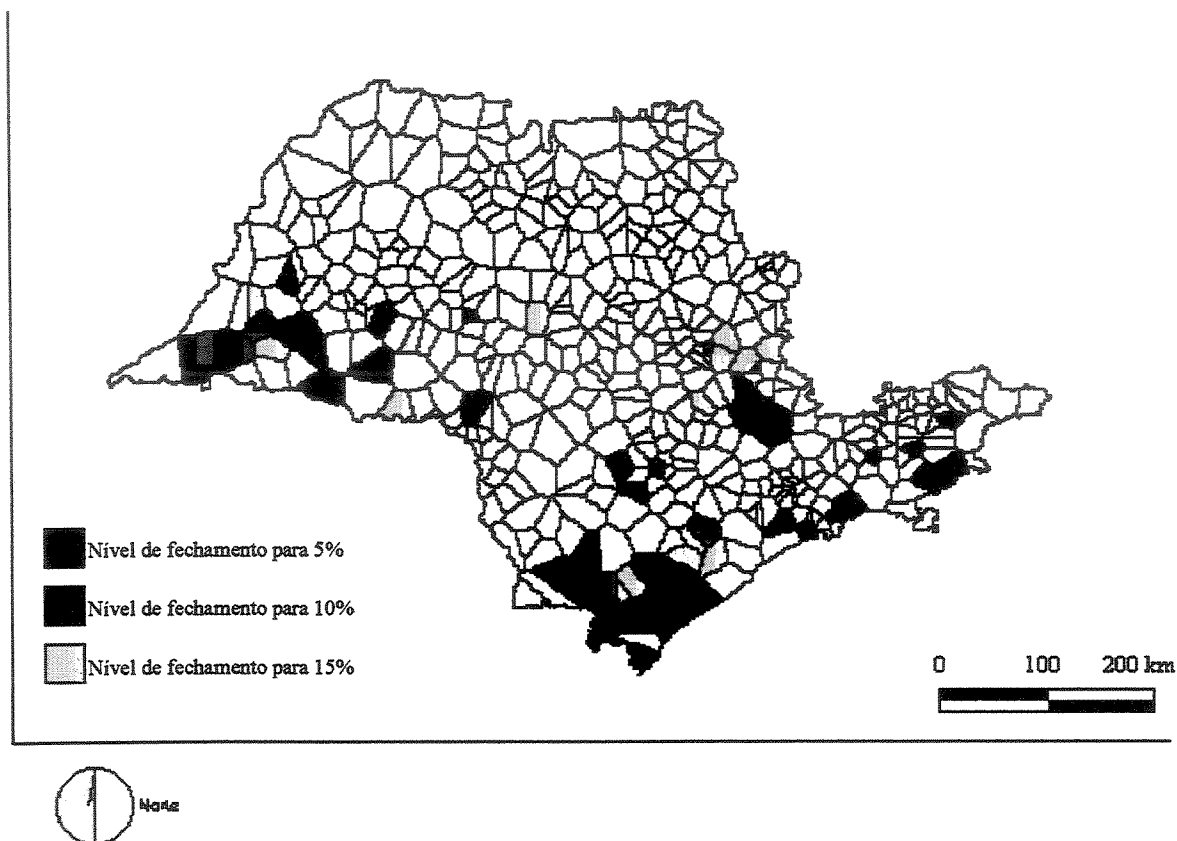 Nível de fechamento para 5%
Nível de fechamento para 10%
Nível de fechamento para 15%
0 100 200 km
Norte